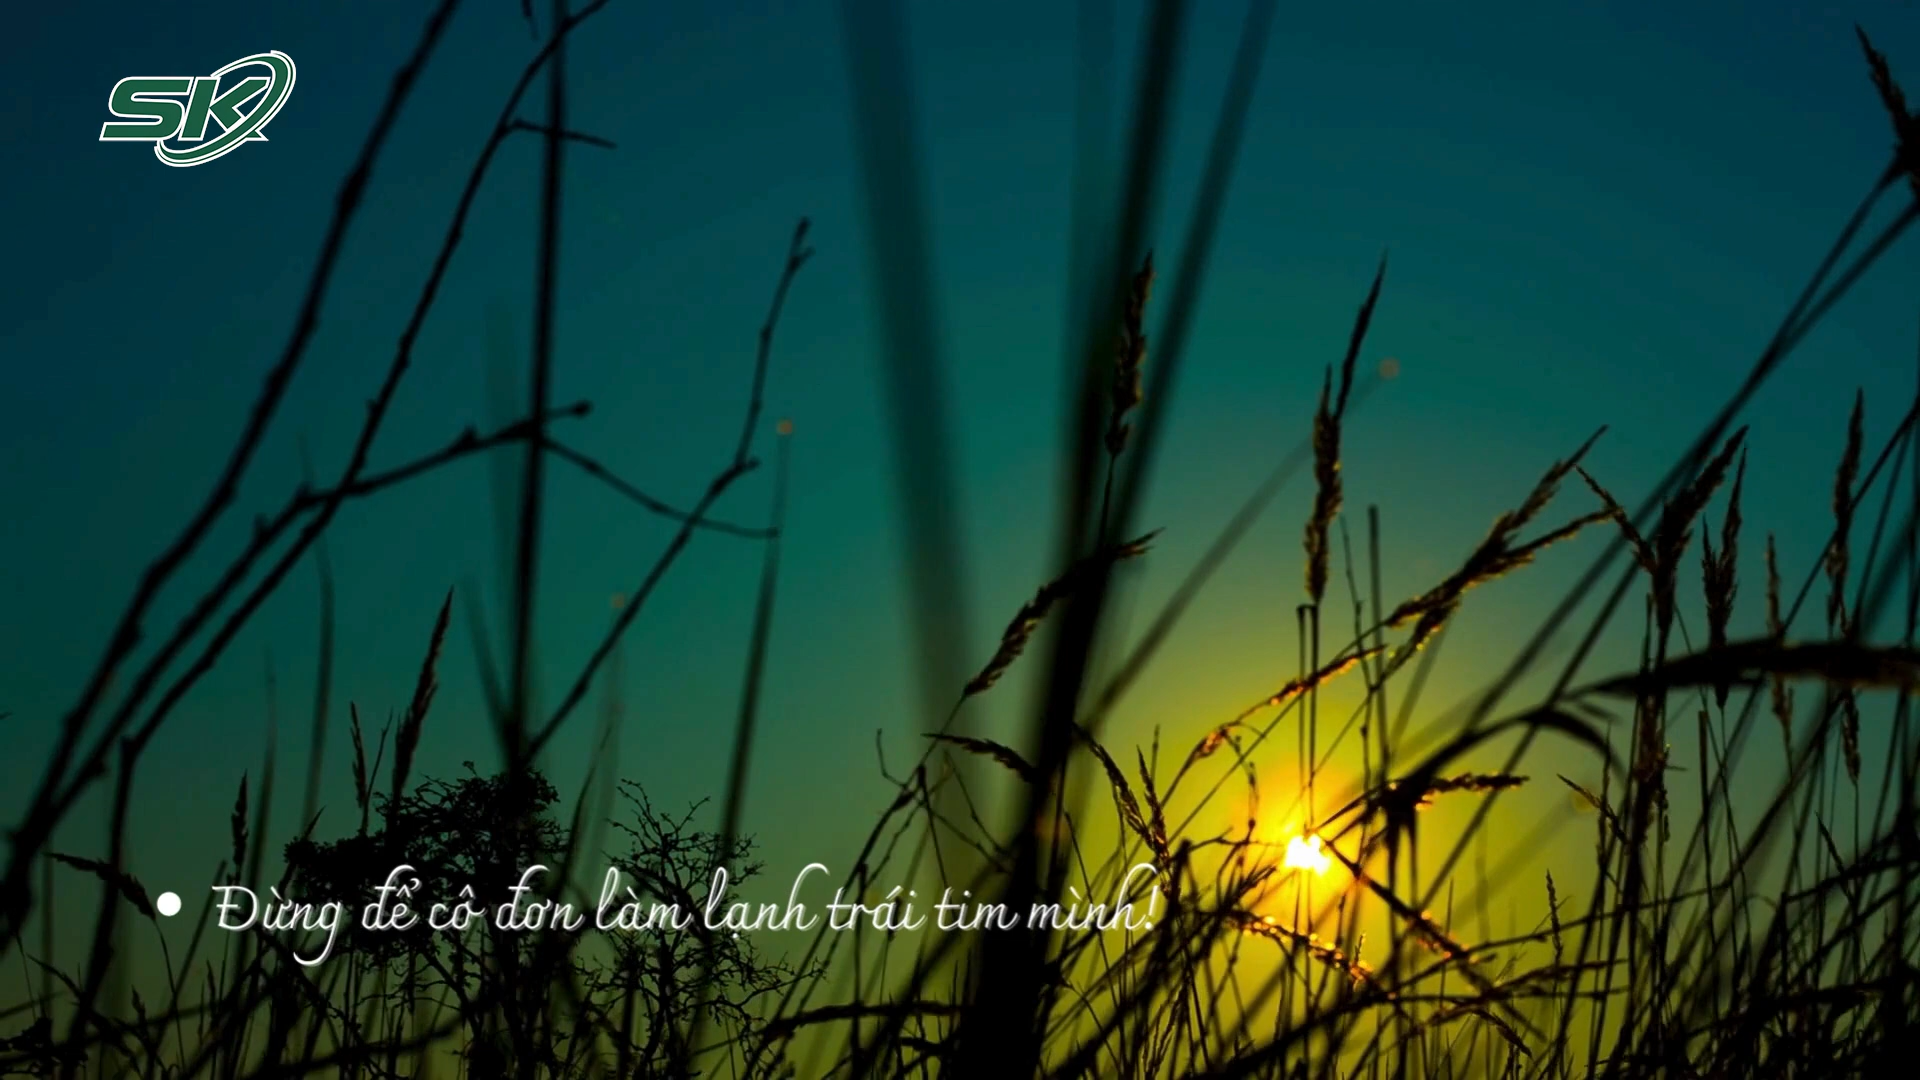 SK
• Đừng để cô đơn làm lạnh trái tim mình!